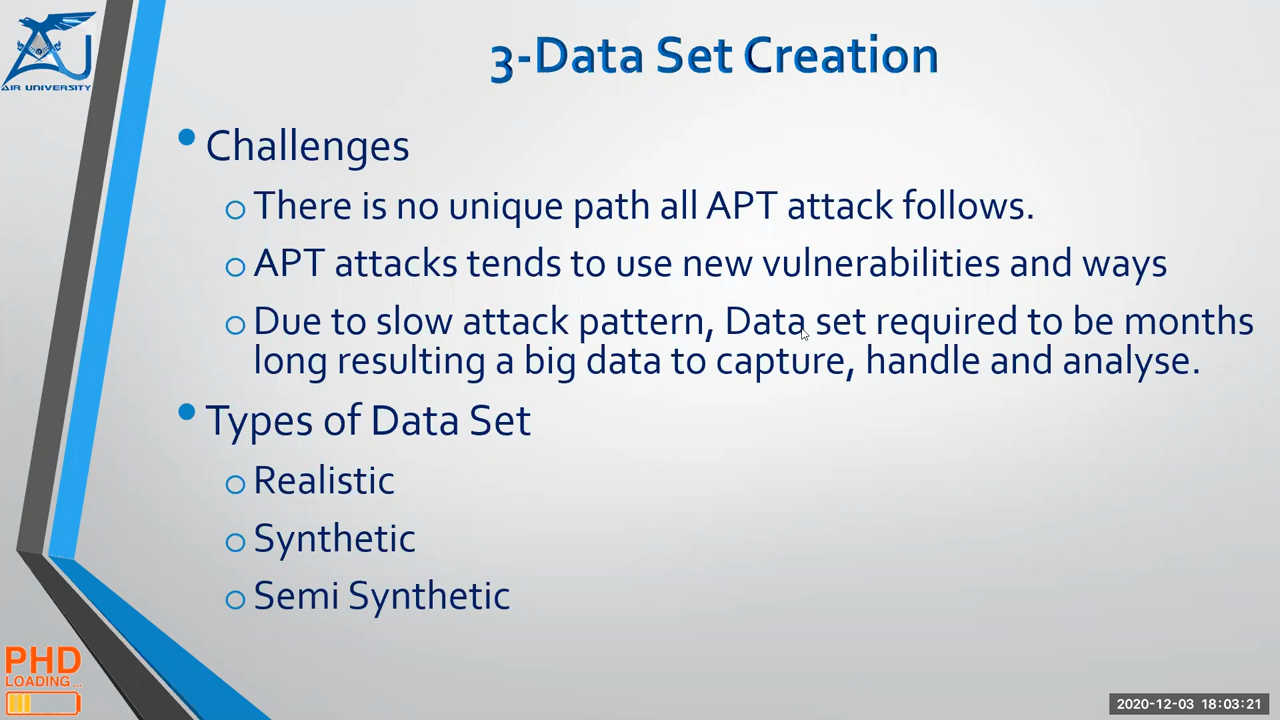 AIR UNIVERSITY
3-Data Set Creation
Challenges
There is no unique path all APT attack follows.
APT attacks tends to use new vulnerabilities and ways
Due to slow attack pattern, Data set required to be months
long resulting a big data to capture, handle and analyse.
Types of Data Set
Realistic
Synthetic
Semi Synthetic
PHD
LOADING...
2020-12-03 18:03:21